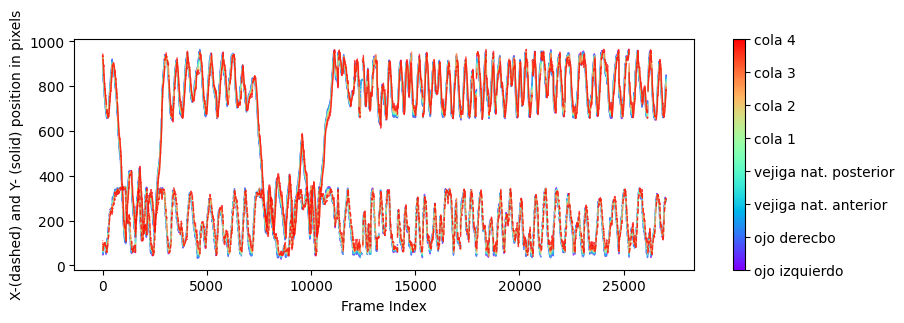 X-(dashed) and Y- (solid) position in pixels
1000
800
600
400
200
0
0 5000 10000 15000 20000 25000
Frame Index
cola 4
cola 3
cola 2
cola 1
vejiga nat. posterior
vejiga nat. anterior
ojo derecbo
ojo izquierdo